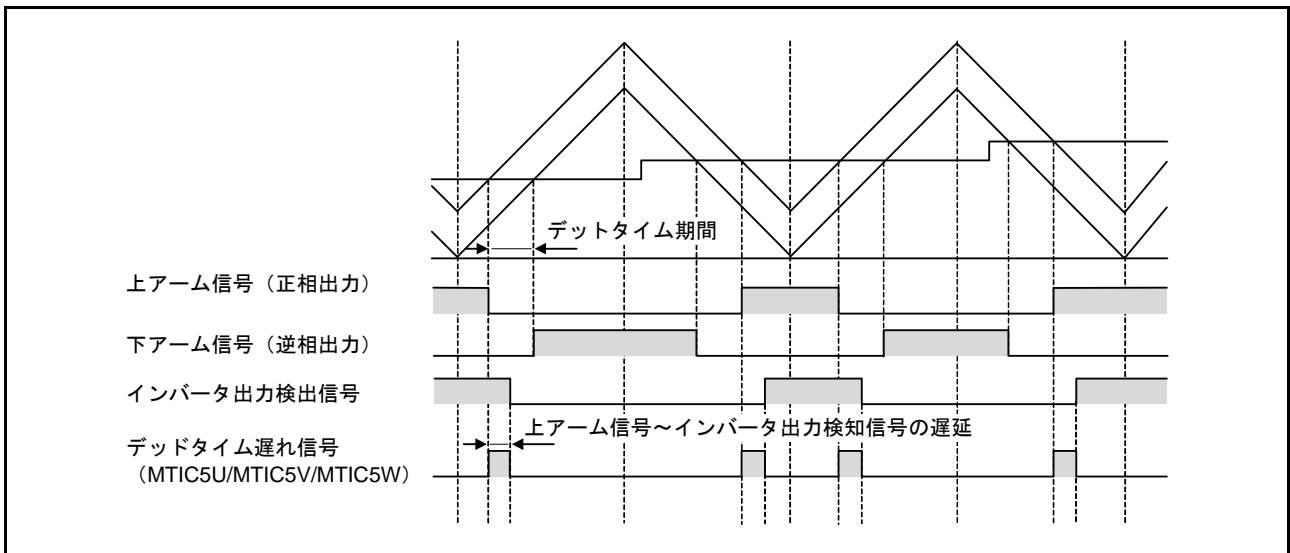 デットタイム期間
上アーム信号（正相出力）
下アーム信号（逆相出力）
インバータ出力検出信号
上アーム信号～インバータ出力検知信号の遅延
デッドタイム遅れ信号
（MTIC5U/MTIC5V/MTIC5W）